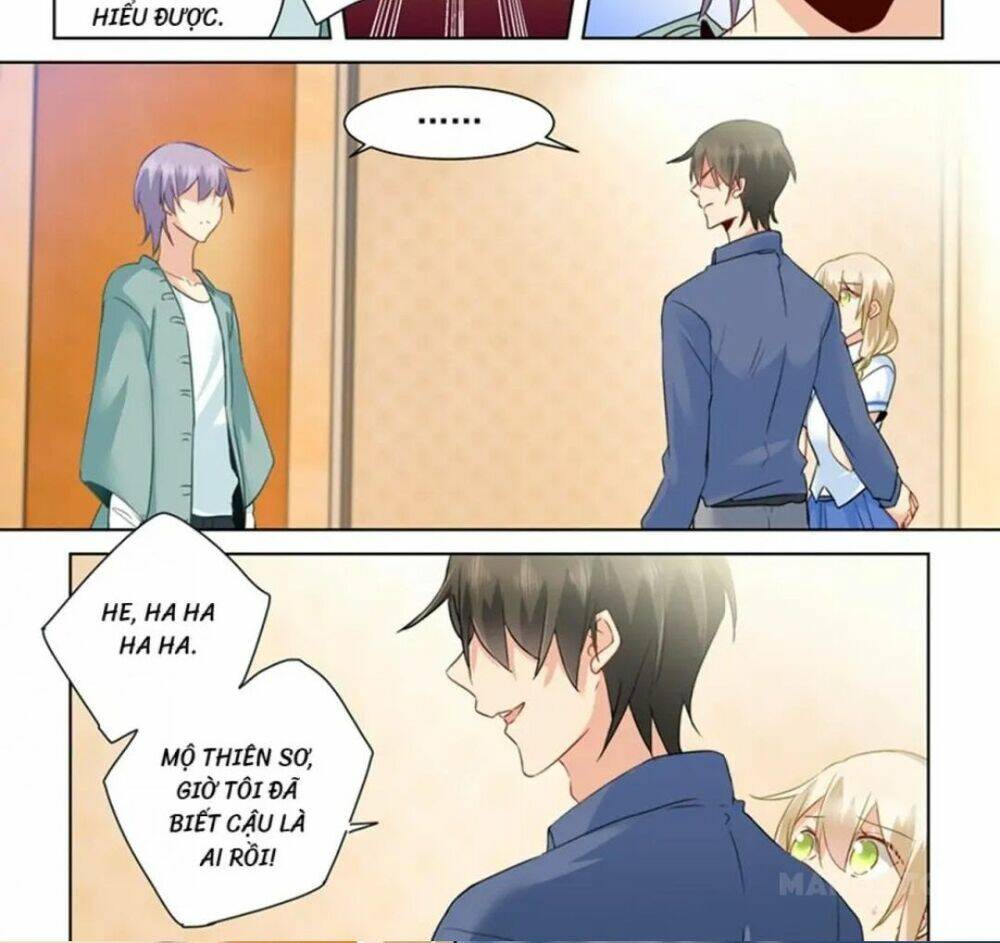 HIỂU ĐƯỢC.
......
HE, HA HA
HA HA.
MỘ THIÊN SƠ,
GIỜ TÔI ĐÃ
BIẾT CẬU LÀ
AI RỒI!